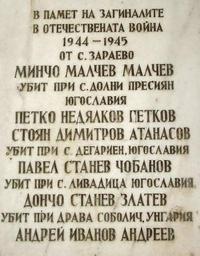 В ПАМЕТ НА ЗАГИНАЛИТЕ
В ОТЕЧЕСТВЕНАТА ВОЙНА
1944-1945
ОТ С. ЗАРАЕВО
МИНЧО МАЛЧЕВ МАЛЧЕВ
УБИТ ПРИ С. ДОЛНИ ПРЕСИЯН
ЮГОСЛАВИЯ
ПЕТКО НЕДЯЛКОВ ПЕТКОВ
СТОЯН ДИМИТРОВ АТАНАСОВ
УБИТ ПРИ С. ДЕГАРИЕН, ЮГОСЛАВИЯ
ПАВЕЛ СТАНЕВ ЧОБАНОВ
УБИТ ПРИ С. ЛИВАДИЦА ЮГОСЛАВИЯ.
ДОНЧО СТАНЕВ ЗЛАТЕВ
УБИТ ПРИ ДРАВА СОБОЛИЧ, УНГАРИЯ
АНДРЕЙ ИВАНОВ АНДРЕЕВ